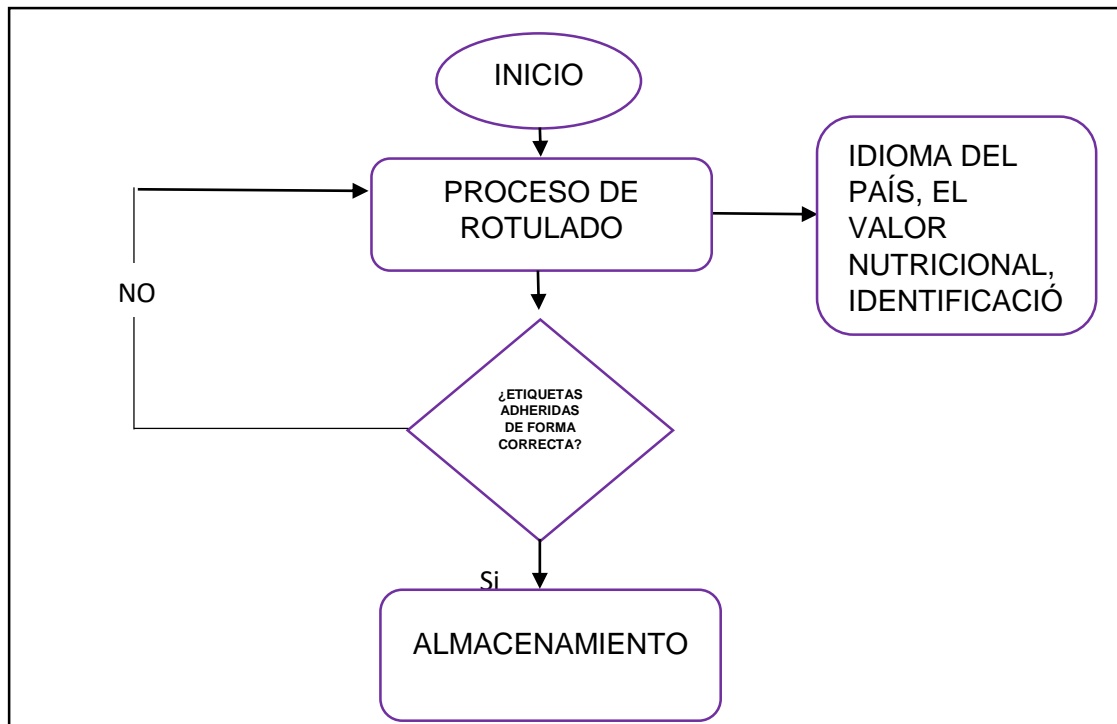 INICIO
PROCESO DE
ROTULADO
IDIOMA DEL
PAÍS, EL
VALOR
NUTRICIONAL,
IDENTIFICACIÓ
NO
¿ETIQUETAS
ADHERIDAS
DE FORMA
CORRECTA?
Si
ALMACENAMIENTO